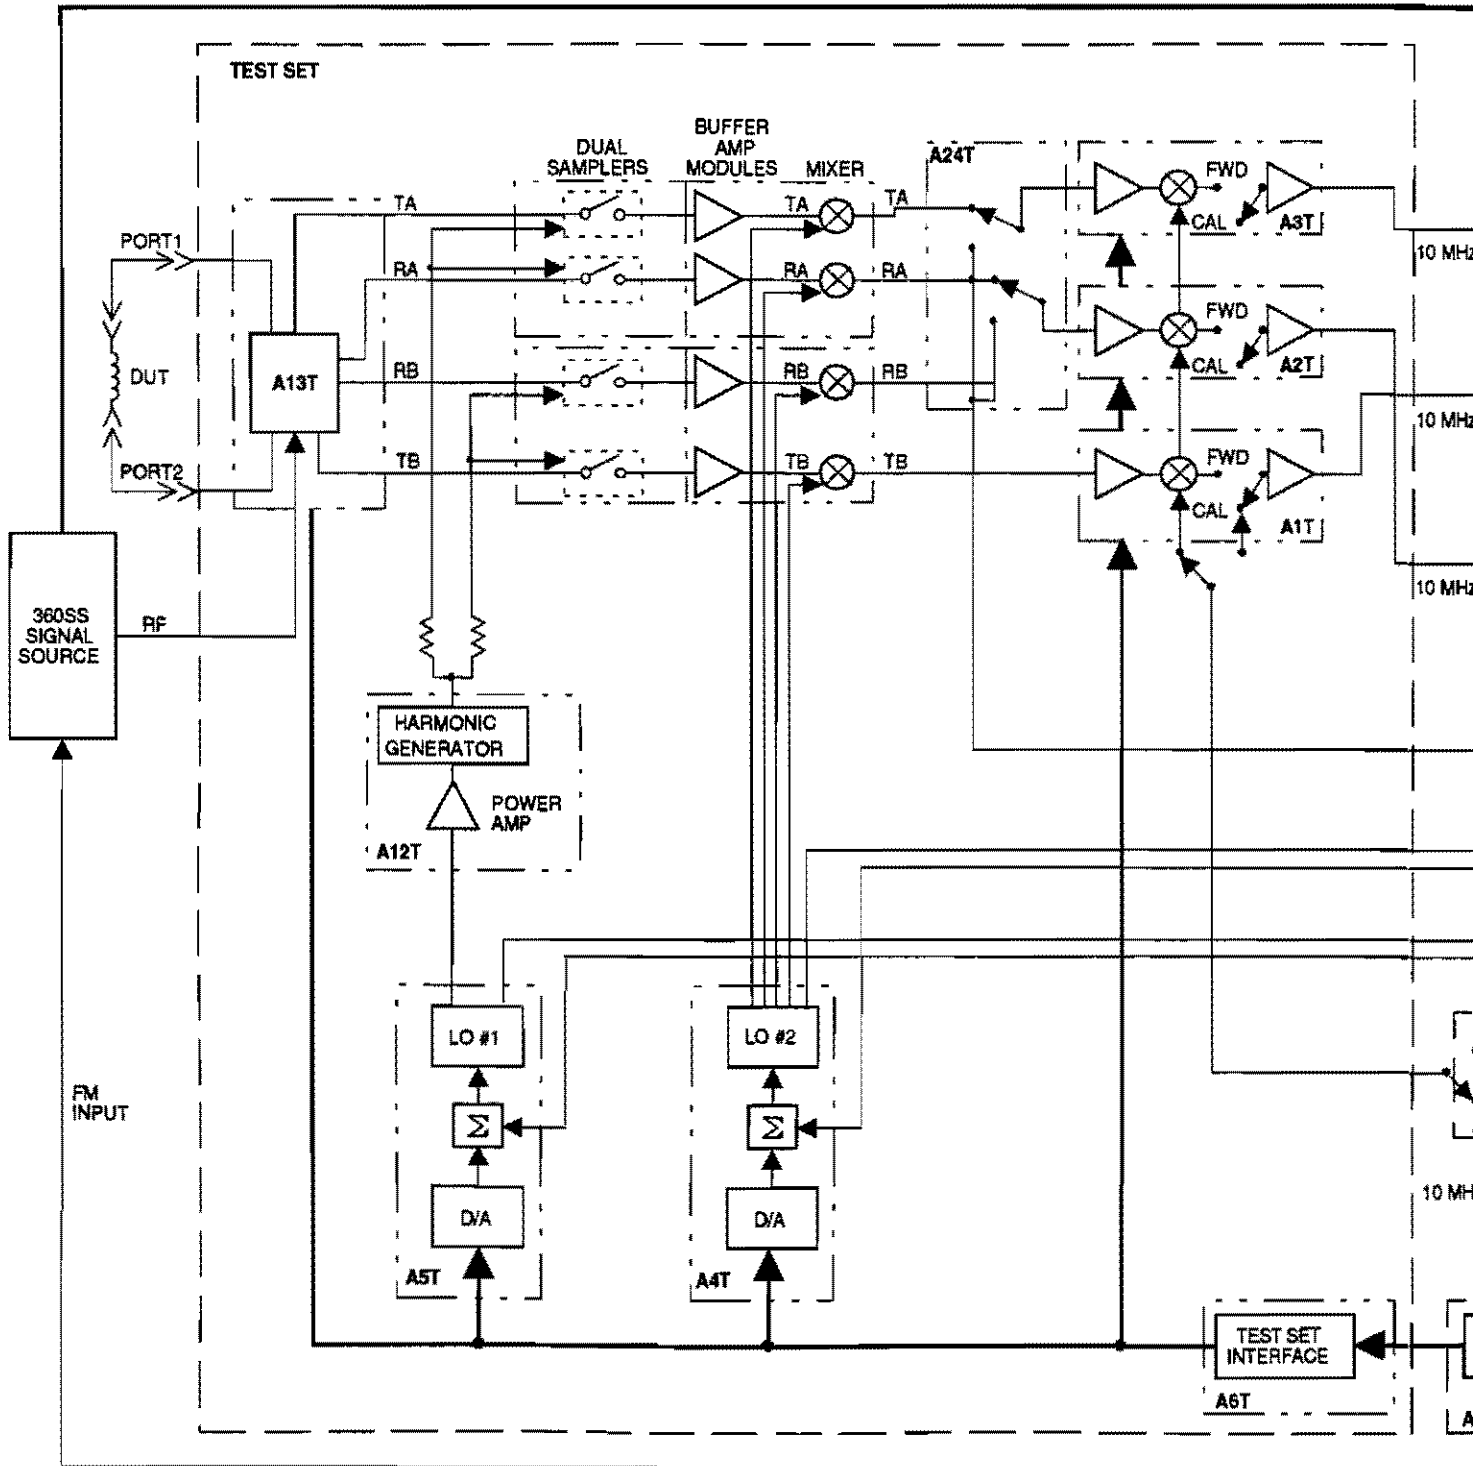 TEST SET
BUFFER
AMP
MODULES
DUAL
SAMPLERS
MIXER
A24T
TA
TA
TA
FWD
CAL
A3T
10 MHz
PORT1
RA
RA
RA
FWD
CAL
A2T
10 MHz
DUT
A13T
RB
RB
RB
PORT2
TB
TB
TB
FWD
CAL
A1T
10 MHz
360SS
SIGNAL
SOURCE
RF
HARMONIC
GENERATOR
POWER
AMP
A12T
LO #1
LO #2
FM
INPUT
Σ
Σ
D/A
D/A
10 MH
A5T
A4T
TEST SET
INTERFACE
A6T
A